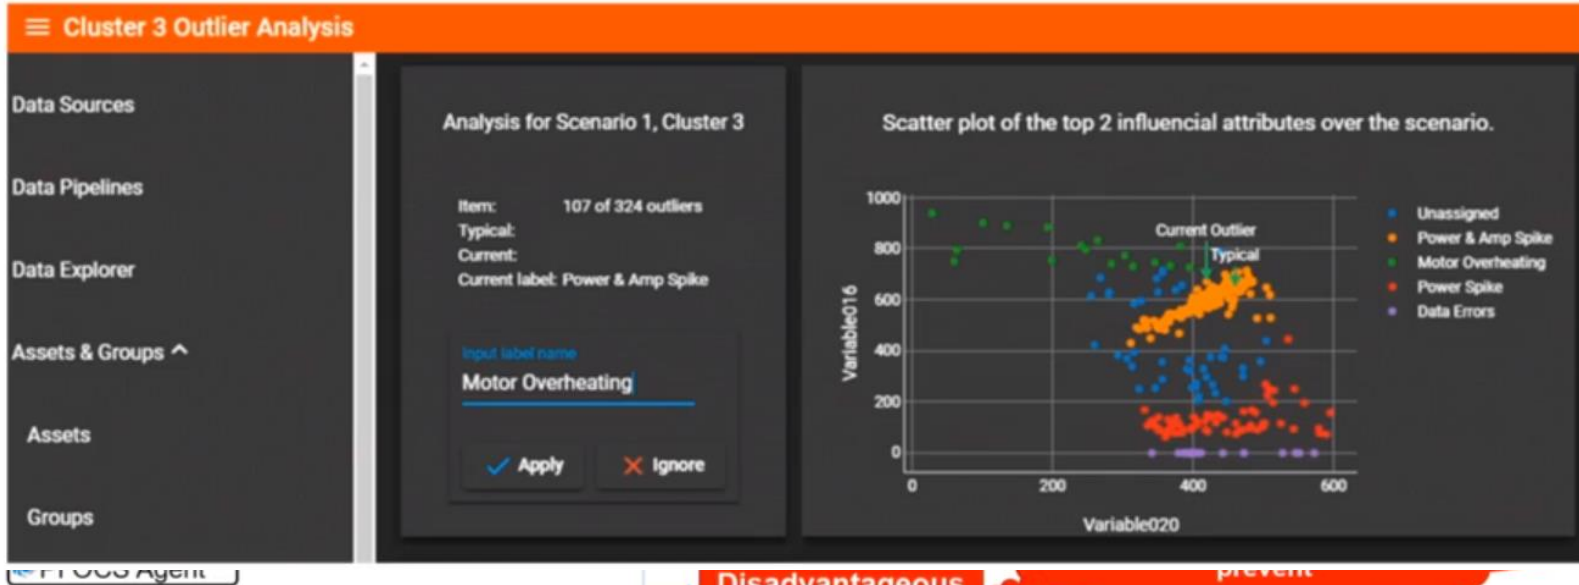 Cluster 3 Outlier Analysis
Data Sources
Data Pipelines
Data Explorer
Assets & Groups
Assets
Groups
Analysis for Scenario 1, Cluster 3
Item: 107 of 324 outliers
Typical:
Current:
Current label: Power & Amp Spike
Input label name
Motor Overheating
Apply
Ignore
Scatter plot of the top 2 influencial attributes over the scenario.
1000
800
600
400
200
0
Variable016
Current Outlier
Typical
0 200 400 600
Variable020
Unassigned
Power & Amp Spike
Motor Overheating
Power Spike
Data Errors
Agent
Disadvantageous
prevent